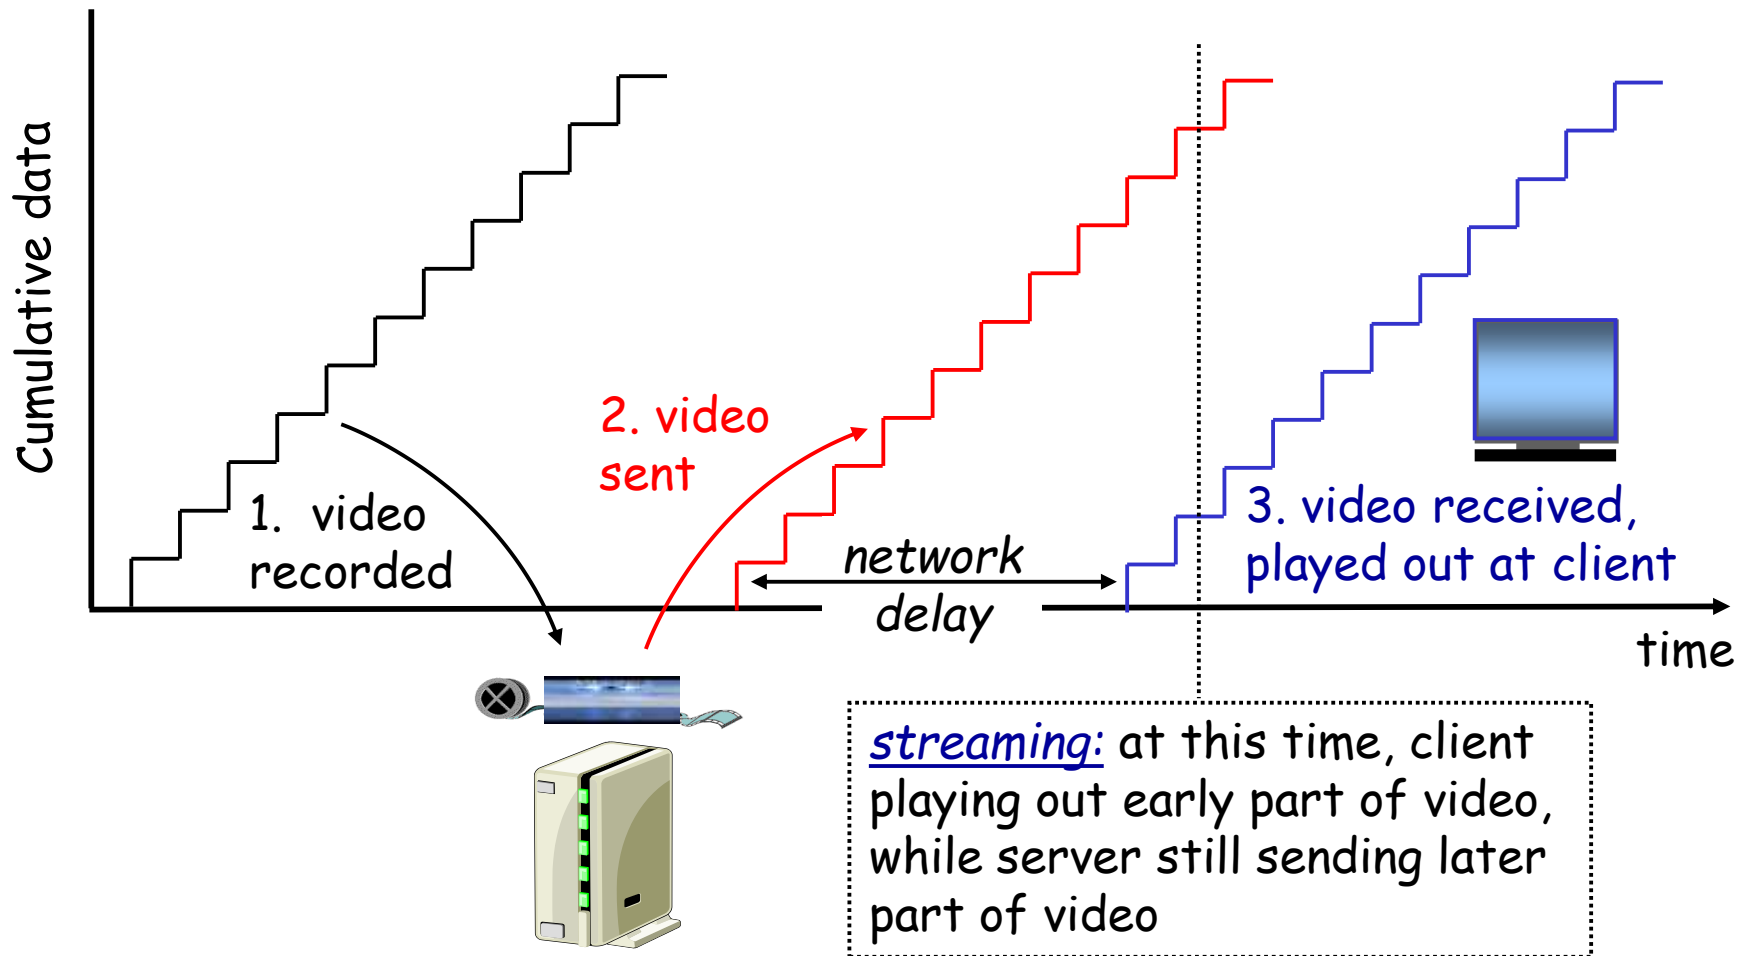 Cumulative data
1. video
recorded
2. video
sent
network
delay
3. video received,
played out at client
time
streaming: at this time, client
playing out early part of video,
while server still sending later
part of video